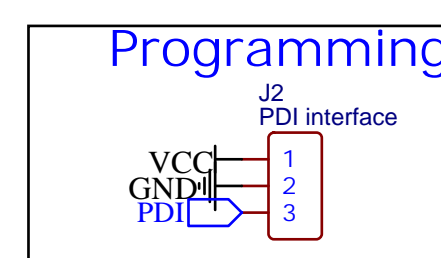 Programming
J2
PDI interface
VCC 1
GND 2
PDI 3